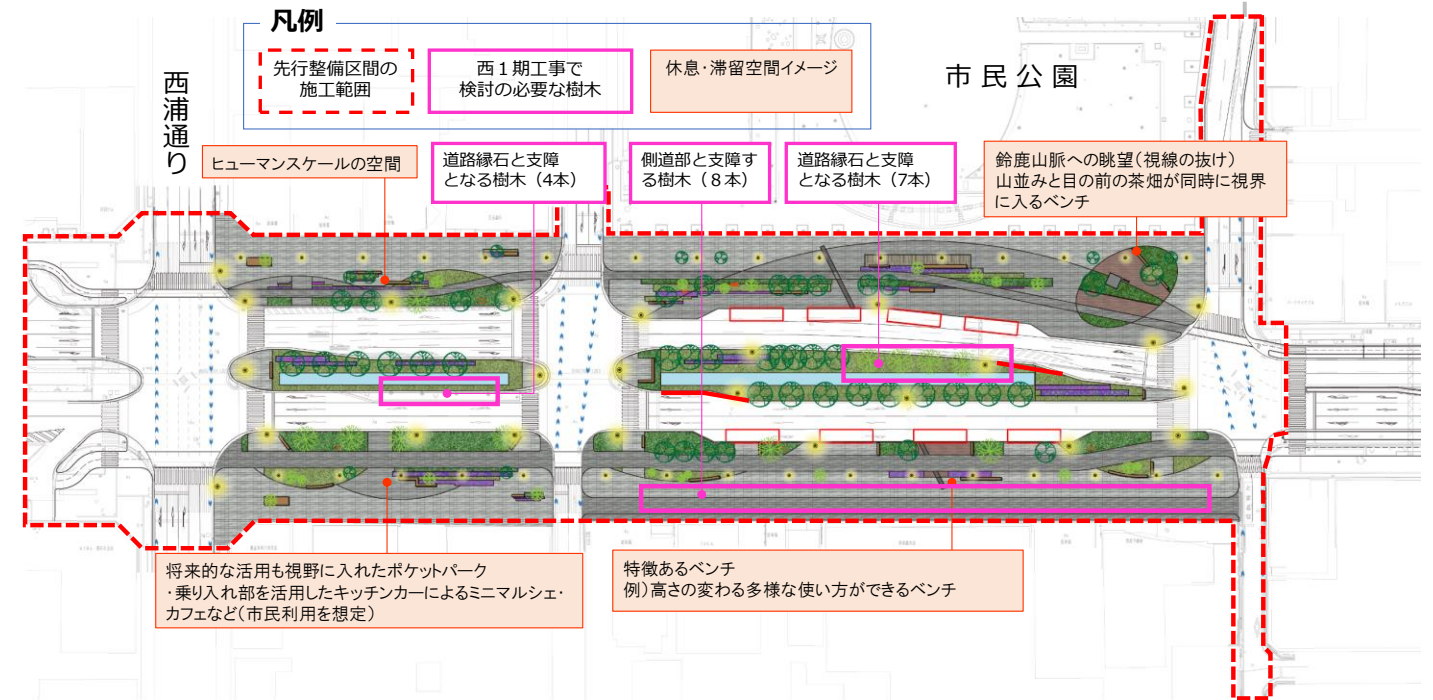 凡例
先行整備区間の
施工範囲
西１期工事で
検討の必要な樹木
休息・滞留空間イメージ
市民公園
西浦通り
ヒューマンスケールの空間
道路縁石と支障
となる樹木（4本）
側道部と支障す
る樹木（８本）
道路縁石と支障
となる樹木（7本）
鈴鹿山脈への眺望（視線の抜け）
山並みと目の前の茶畑が同時に視界
に入るベンチ
将来的な活用も視野に入れたポケットパーク
・乗り入れ部を活用したキッチンカーによるミニマルシェ・
カフェなど（市民利用を想定）
特徴あるベンチ
例）高さの変わる多様な使い方ができるベンチ